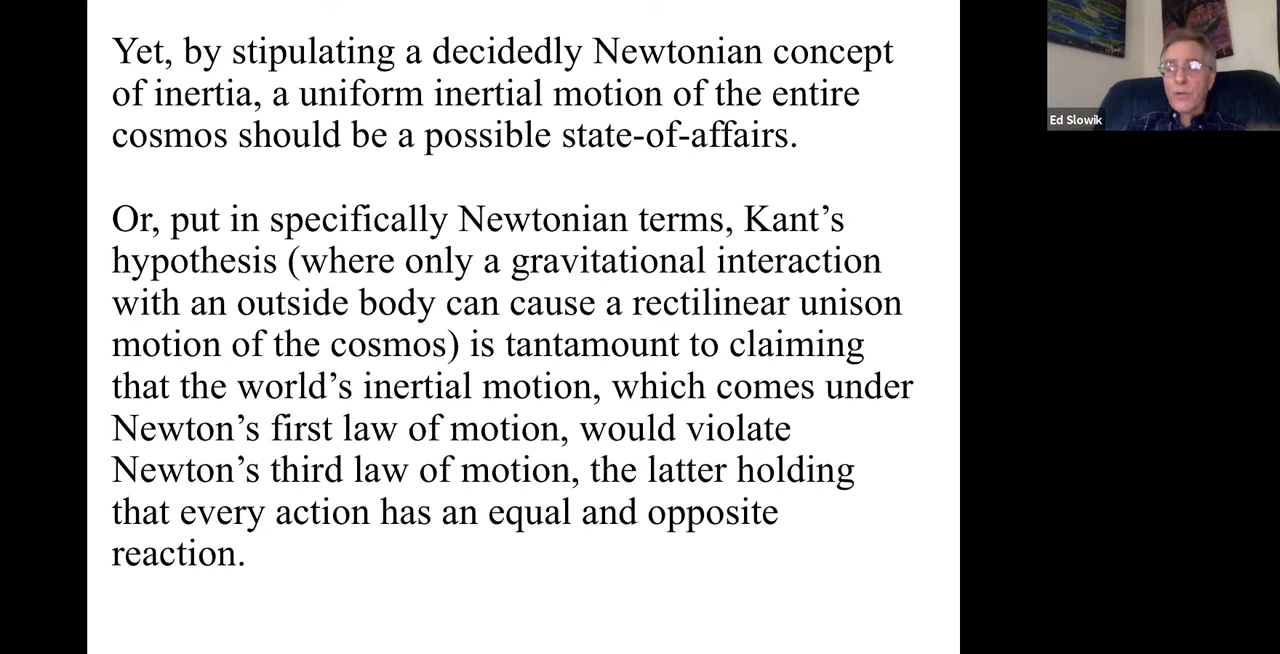 Yet, by stipulating a decidedly Newtonian concept
of inertia, a uniform inertial motion of the entire
cosmos should be a possible state-of-affairs.
Or, put in specifically Newtonian terms, Kant’s
hypothesis (where only a gravitational interaction
with an outside body can cause a rectilinear unison
motion of the cosmos) is tantamount to claiming
that the world’s inertial motion, which comes under
Newton’s first law of motion, would violate
Newton’s third law of motion, the latter holding
that every action has an equal and opposite
reaction.
Ed Slowik